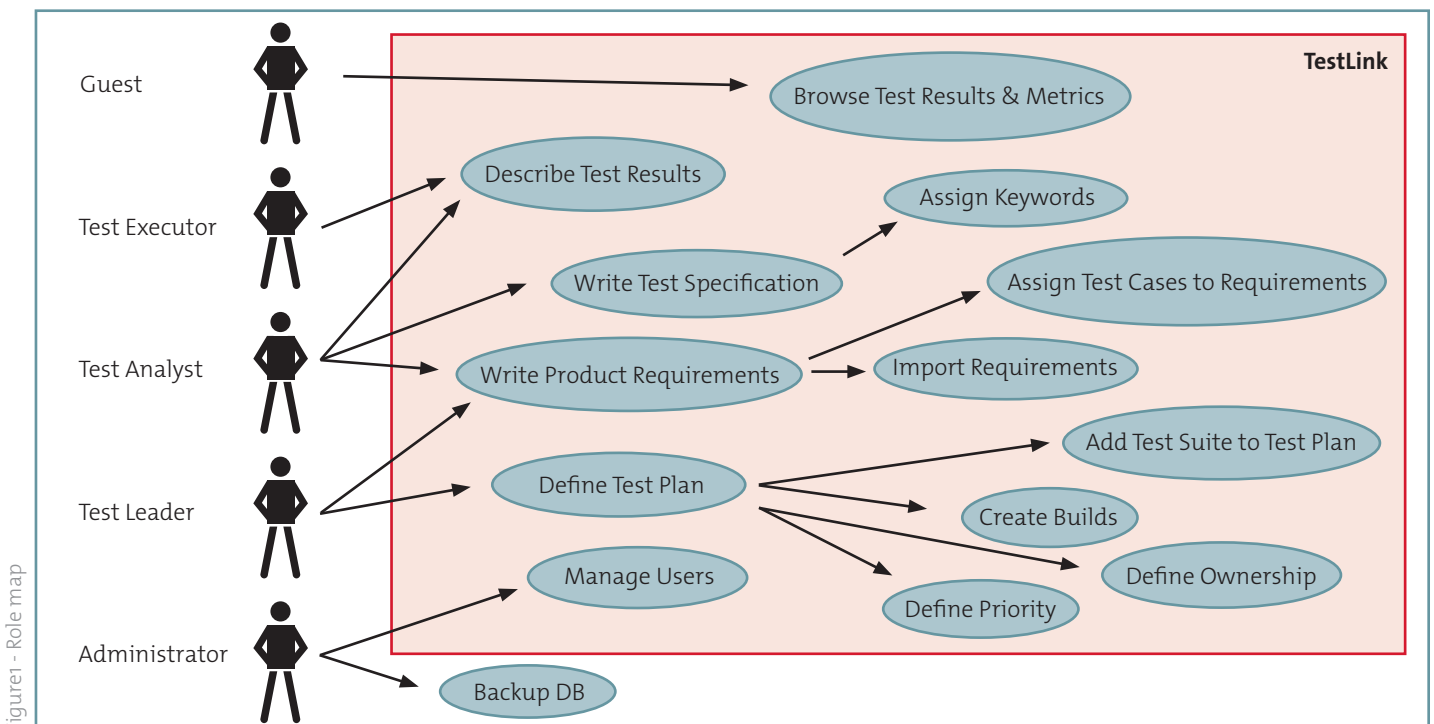 TestLink
Guest
Browse Test Results & Metrics
Describe Test Results
Assign Keywords
Test Executor
Write Test Specification
Assign Test Cases to Requirements
Test Analyst
Write Product Requirements
Import Requirements
Add Test Suite to Test Plan
Test Leader
Define Test Plan
Create Builds
Manage Users
Define Ownership
Define Priority
Administrator
Backup DB
igure1 - Role map